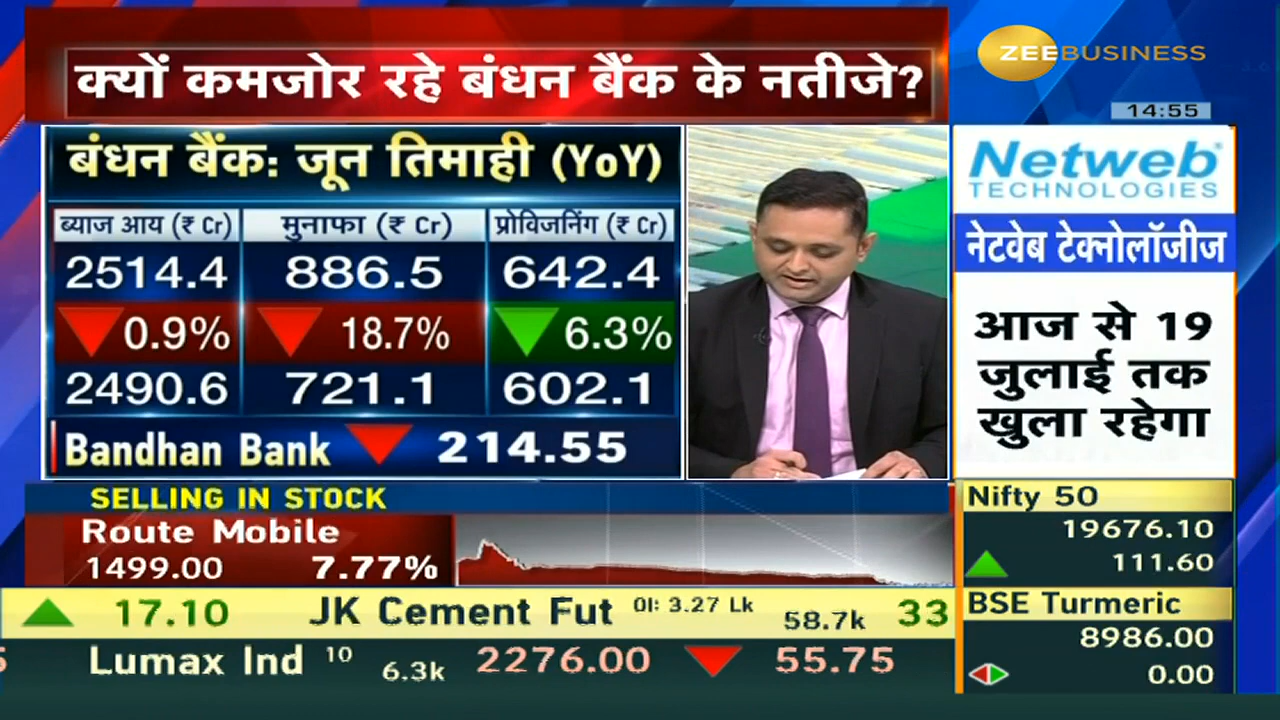 क्यों कमजोर रहे बंधन बैंक के नतीजे?
ZEEBUSINESS
14:55
बंधन बैंक: जून तिमाही (YoY)
ब्याज आय (₹ Cr) मुनाफा (₹ Cr) प्रोविजनिंग (₹ Cr)
2514.4 886.5 642.4
0.9% 18.7% 6.3%
2490.6 721.1 602.1
Bandhan Bank 214.55
Netweb
TECHNOLOGIES
नेटवेब टेक्नोलॉजीज
आज से 19
जुलाई तक
खुला रहेगा
SELLING IN STOCK
Route Mobile
1499.00 7.77%
Nifty 50
19676.10
111.60
BSE Turmeric
8986.00
0.00
17.10 JK Cement Fut OI: 3.27 Lk 58.7k 33
Lumax Ind 10 6.3k 2276.00 55.75